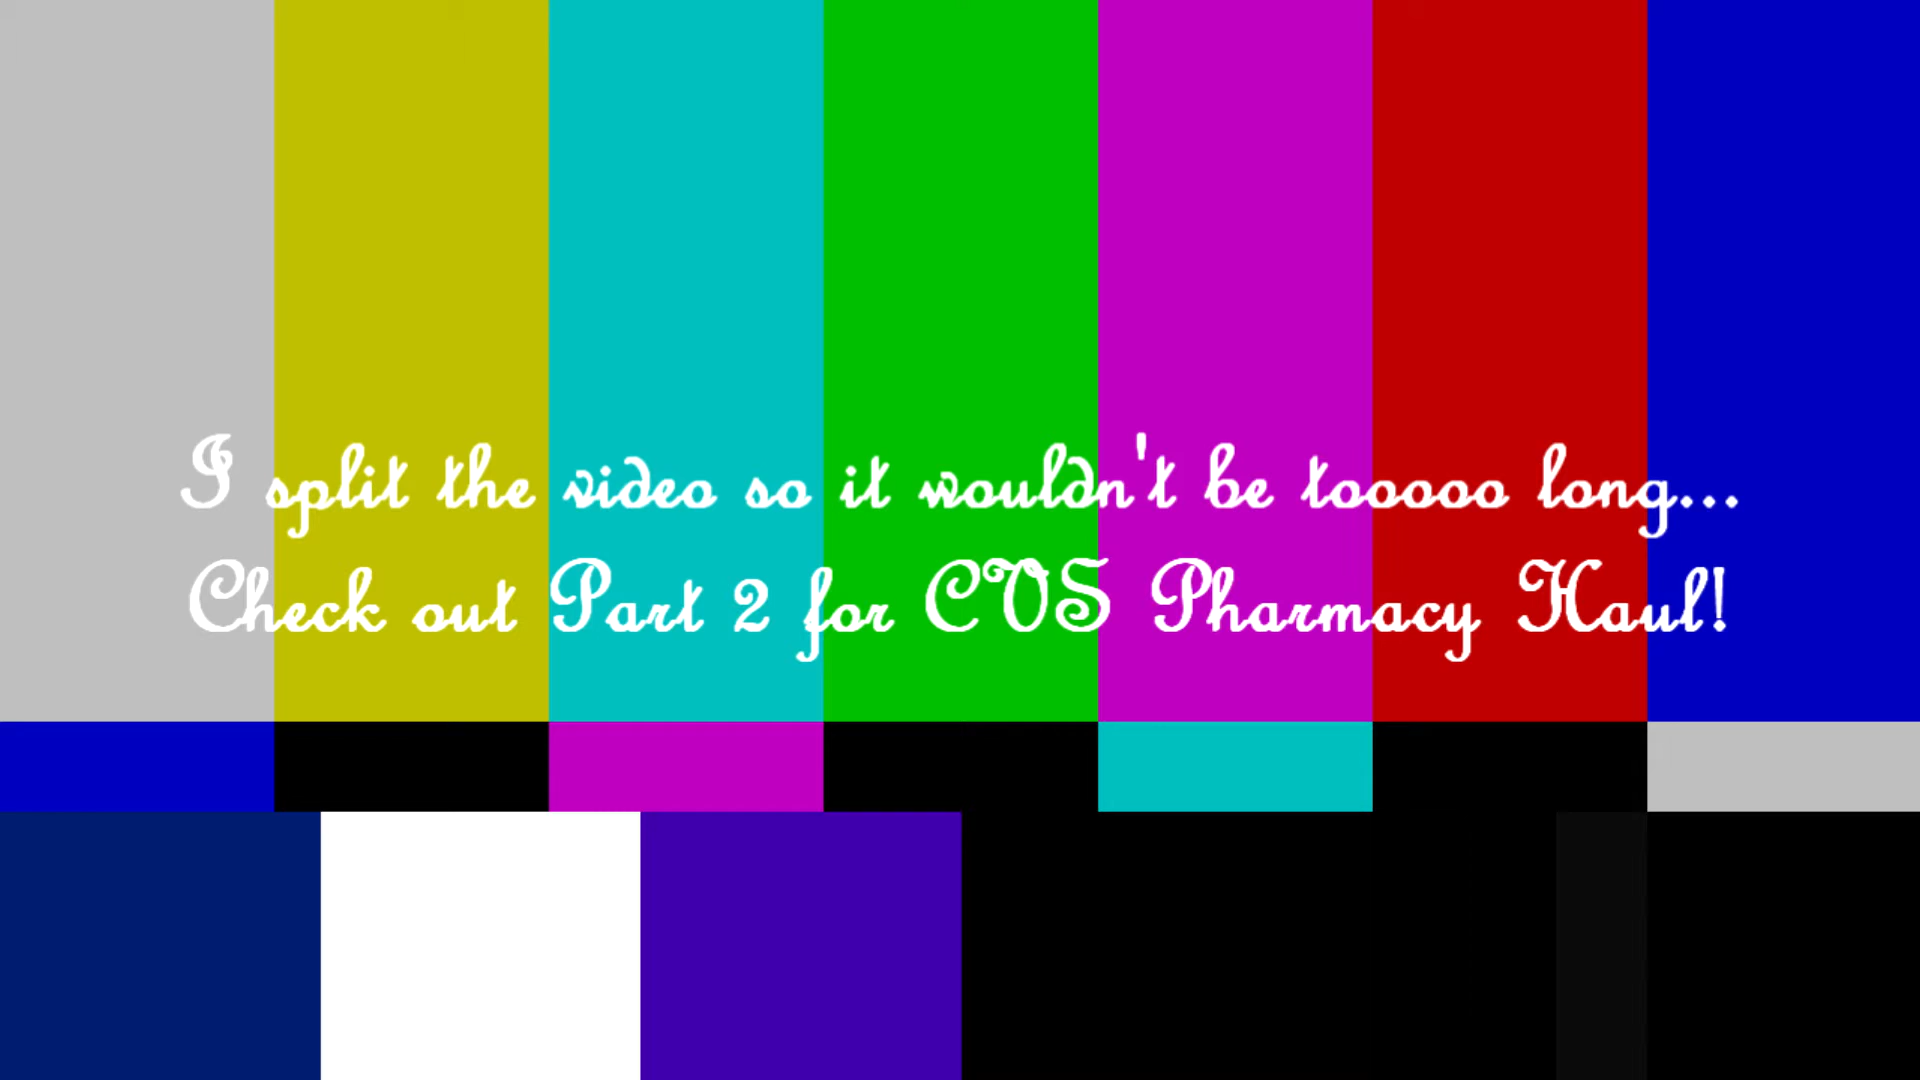 I split the video so it wouldn't be tooooo long...
Check out Part 2 for CVS Pharmacy Haul!